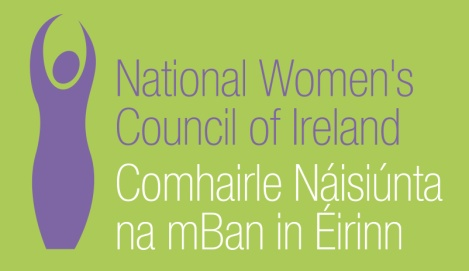 National Women's
Council of Ireland
Comhairle Náisiúnta
na mBan in Éirinn